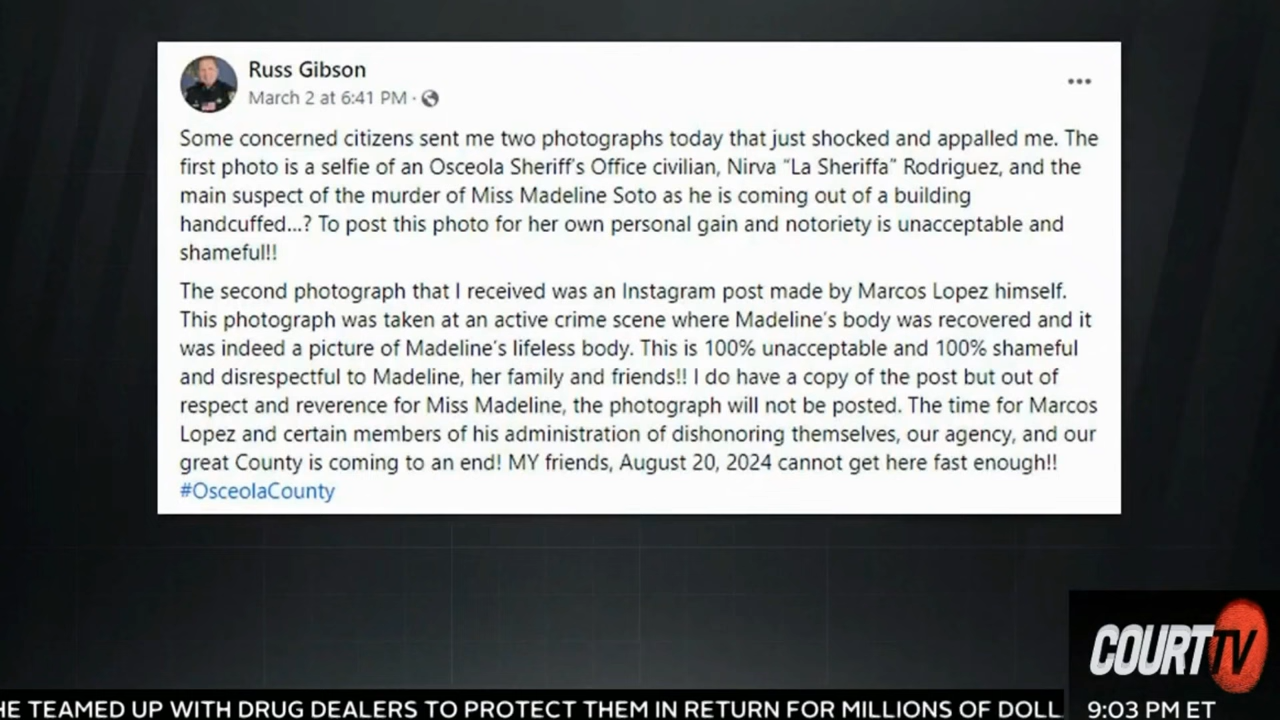 Russ Gibson
March 2 at 6:41 PM ·
Some concerned citizens sent me two photographs today that just shocked and appalled me. The
first photo is a selfie of an Osceola Sheriff's Office civilian, Nirva "La Sheriffa" Rodriguez, and the
main suspect of the murder of Miss Madeline Soto as he is coming out of a building
handcuffed...? To post this photo for her own personal gain and notoriety is unacceptable and
shameful!!
The second photograph that I received was an Instagram post made by Marcos Lopez himself.
This photograph was taken at an active crime scene where Madeline's body was recovered and it
was indeed a picture of Madeline's lifeless body. This is 100% unacceptable and 100% shameful
and disrespectful to Madeline, her family and friends!! I do have a copy of the post but out of
respect and reverence for Miss Madeline, the photograph will not be posted. The time for Marcos
Lopez and certain members of his administration of dishonoring themselves, our agency, and our
great County is coming to an end! MY friends, August 20, 2024 cannot get here fast enough!!
#OsceolaCounty
COURT TV
HE TEAMED UP WITH DRUG DEALERS TO PROTECT THEM IN RETURN FOR MILLIONS OF DOLL
9:03 PM ET